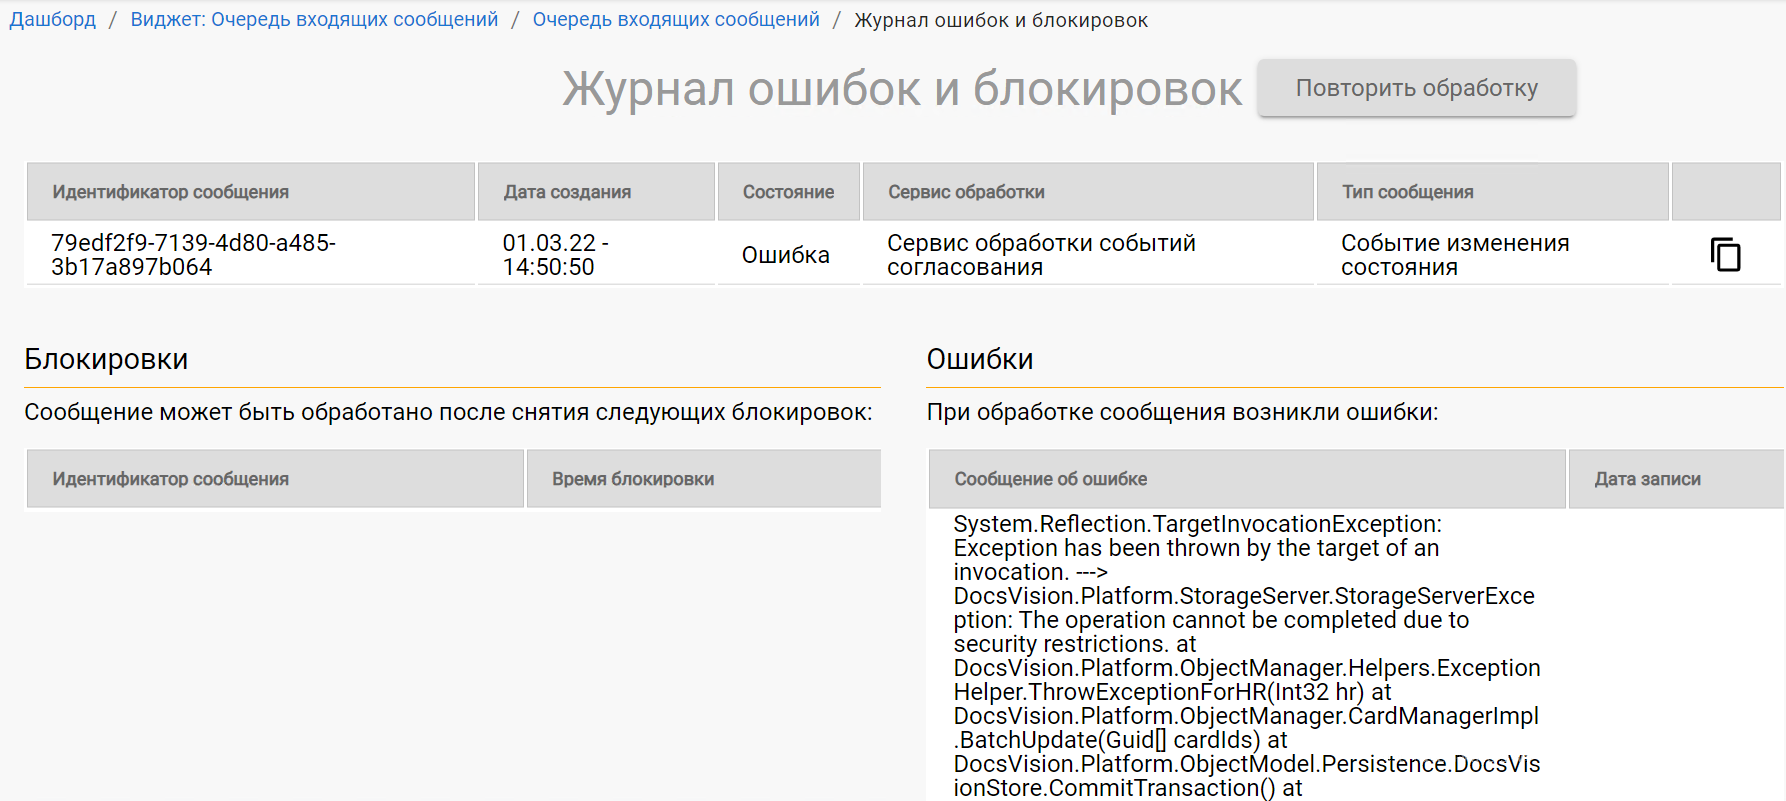 Дашборд / Виджет: Очередь входящих сообщений / Очередь входящих сообщений / Журнал ошибок и блокировок
Журнал ошибок и блокировок
Повторить обработку
Идентификатор сообщения Дата создания Состояние Сервис обработки Тип сообщения
79edf2f9-7139-4d80-a485-
3b17a897b064
01.03.22 -
14:50:50
Ошибка
Сервис обработки событий
согласования
Событие изменения
состояния
Блокировки
Сообщение может быть обработано после снятия следующих блокировок:
Идентификатор сообщения Время блокировки
Ошибки
При обработке сообщения возникли ошибки:
Сообщение об ошибке Дата записи
System.Reflection.TargetInvocationException:
Exception has been thrown by the target of an
invocation. --->
DocsVision.Platform.StorageServer.StorageServerExce
ption: The operation cannot be completed due to
security restrictions. at
DocsVision.Platform.ObjectManager.Helpers.Exception
Helper.ThrowExceptionForHR(Int32 hr) at
DocsVision.Platform.ObjectManager.CardManagerImpl
.BatchUpdate(Guid[] cardIds) at
DocsVision.Platform.ObjectModel.Persistence.DocsVis
ionStore.CommitTransaction() at